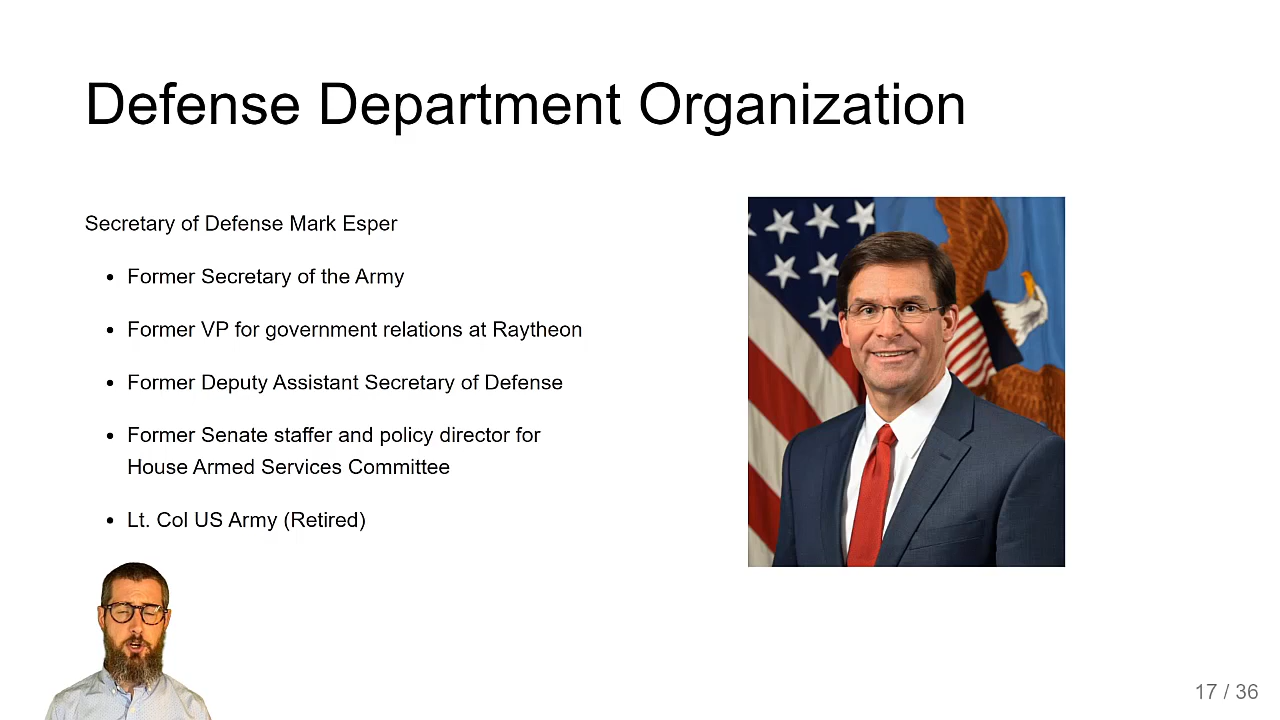 Defense Department Organization
Secretary of Defense Mark Esper
• Former Secretary of the Army
• Former VP for government relations at Raytheon
• Former Deputy Assistant Secretary of Defense
• Former Senate staffer and policy director for
House Armed Services Committee
• Lt. Col US Army (Retired)
17 / 36